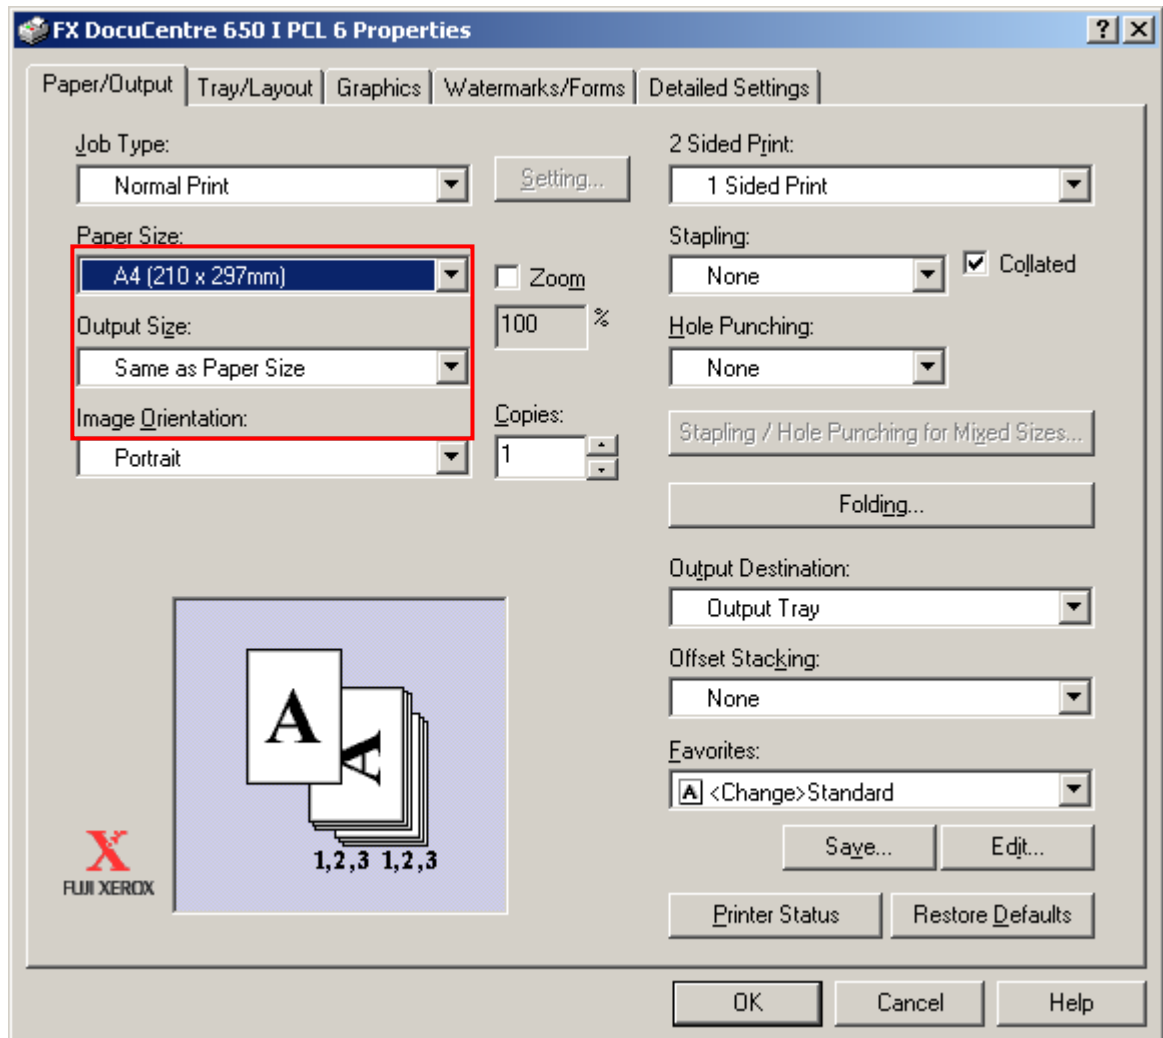 FX DocuCentre 650 I PCL 6 Properties
Paper/Output
Tray/Layout
Graphics
Watermarks/Forms
Detailed Settings
Job Type:
Normal Print
Setting...
Paper Size:
A4 (210 x 297mm)
Zoom
100
%
Output Size:
Same as Paper Size
Image Orientation:
Portrait
Copies:
1
2 Sided Print:
1 Sided Print
Stapling:
None
Collated
Hole Punching:
None
Stapling / Hole Punching for Mixed Sizes...
Folding...
Output Destination:
Output Tray
Offset Stacking:
None
Favorites:
A <Change>Standard
Save...
Edit...
Printer Status
Restore Defaults
A
A
1,2,3 1,2,3
X
FUJI XEROX
OK
Cancel
Help